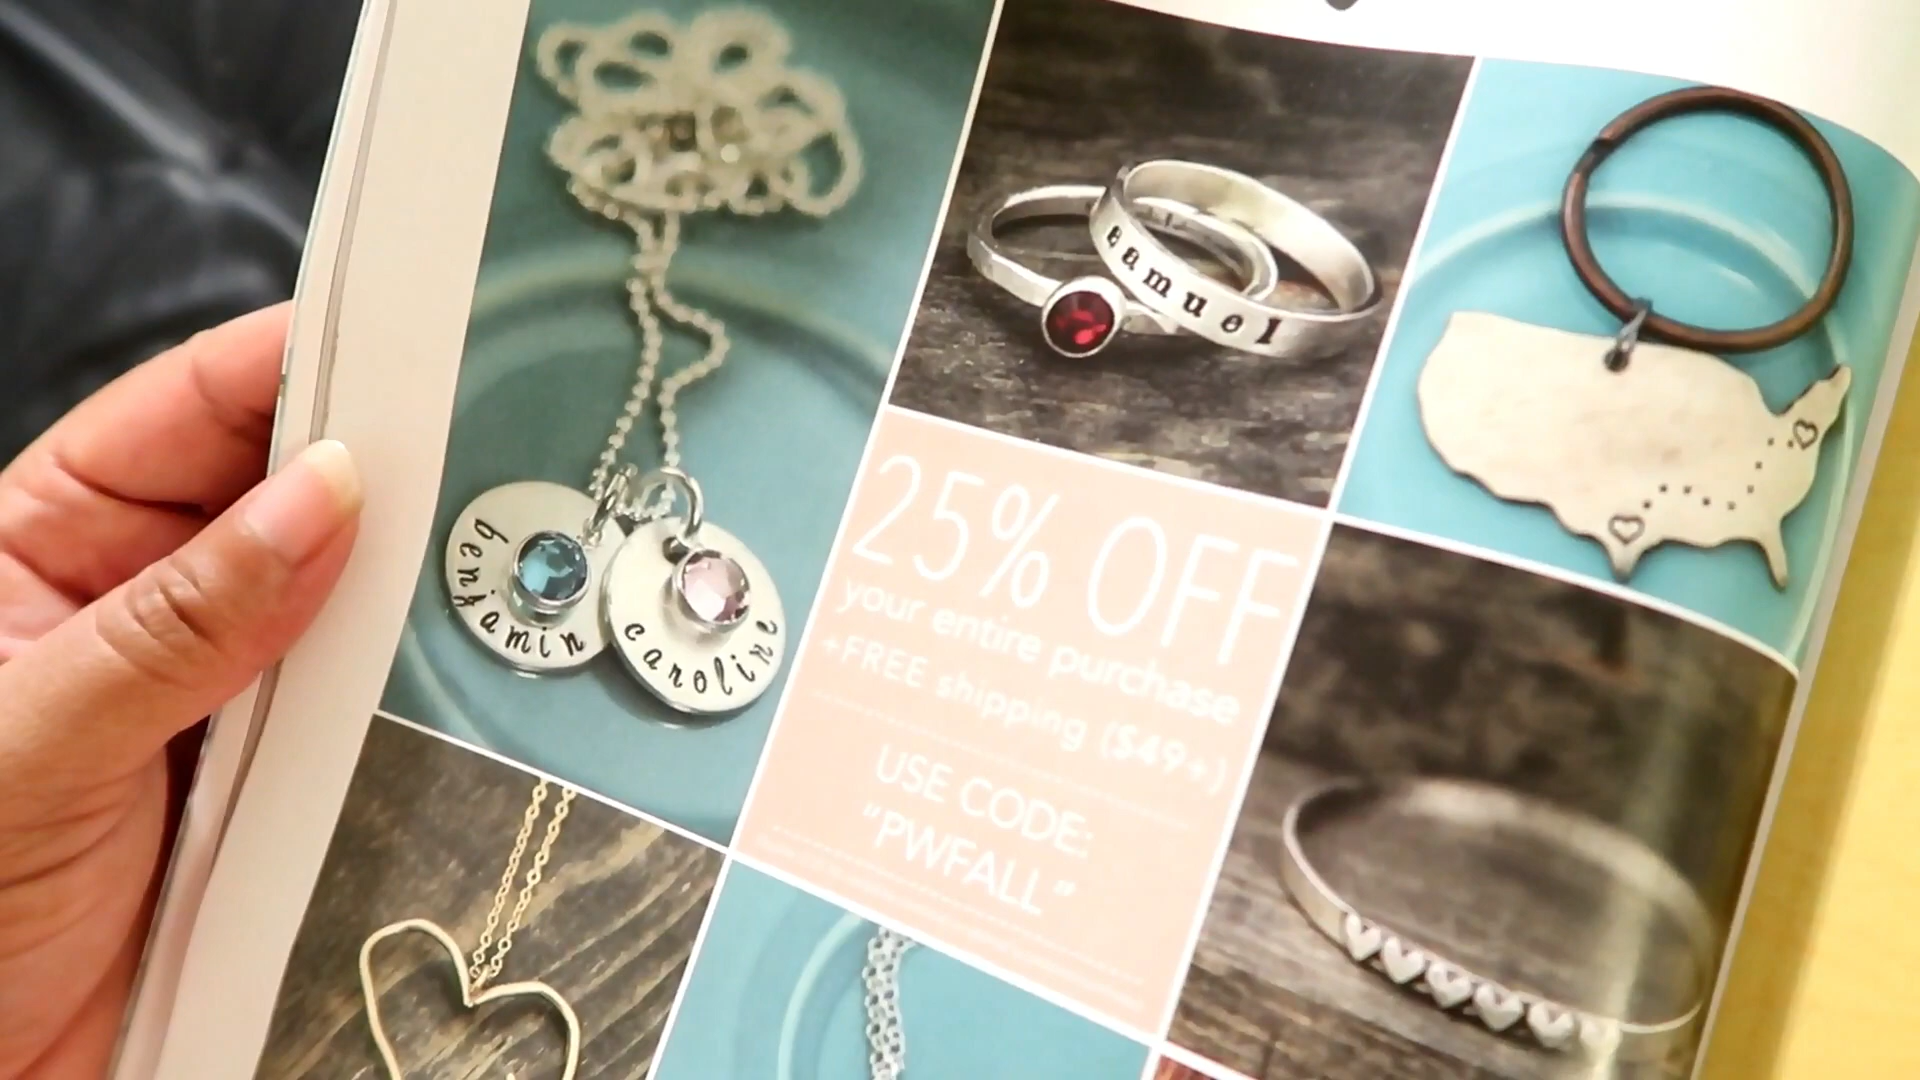 benjamin
caroline
samuel
25% OFF
your entire purchase
+FREE shipping ($49+)
USE CODE:
"PWFALL"